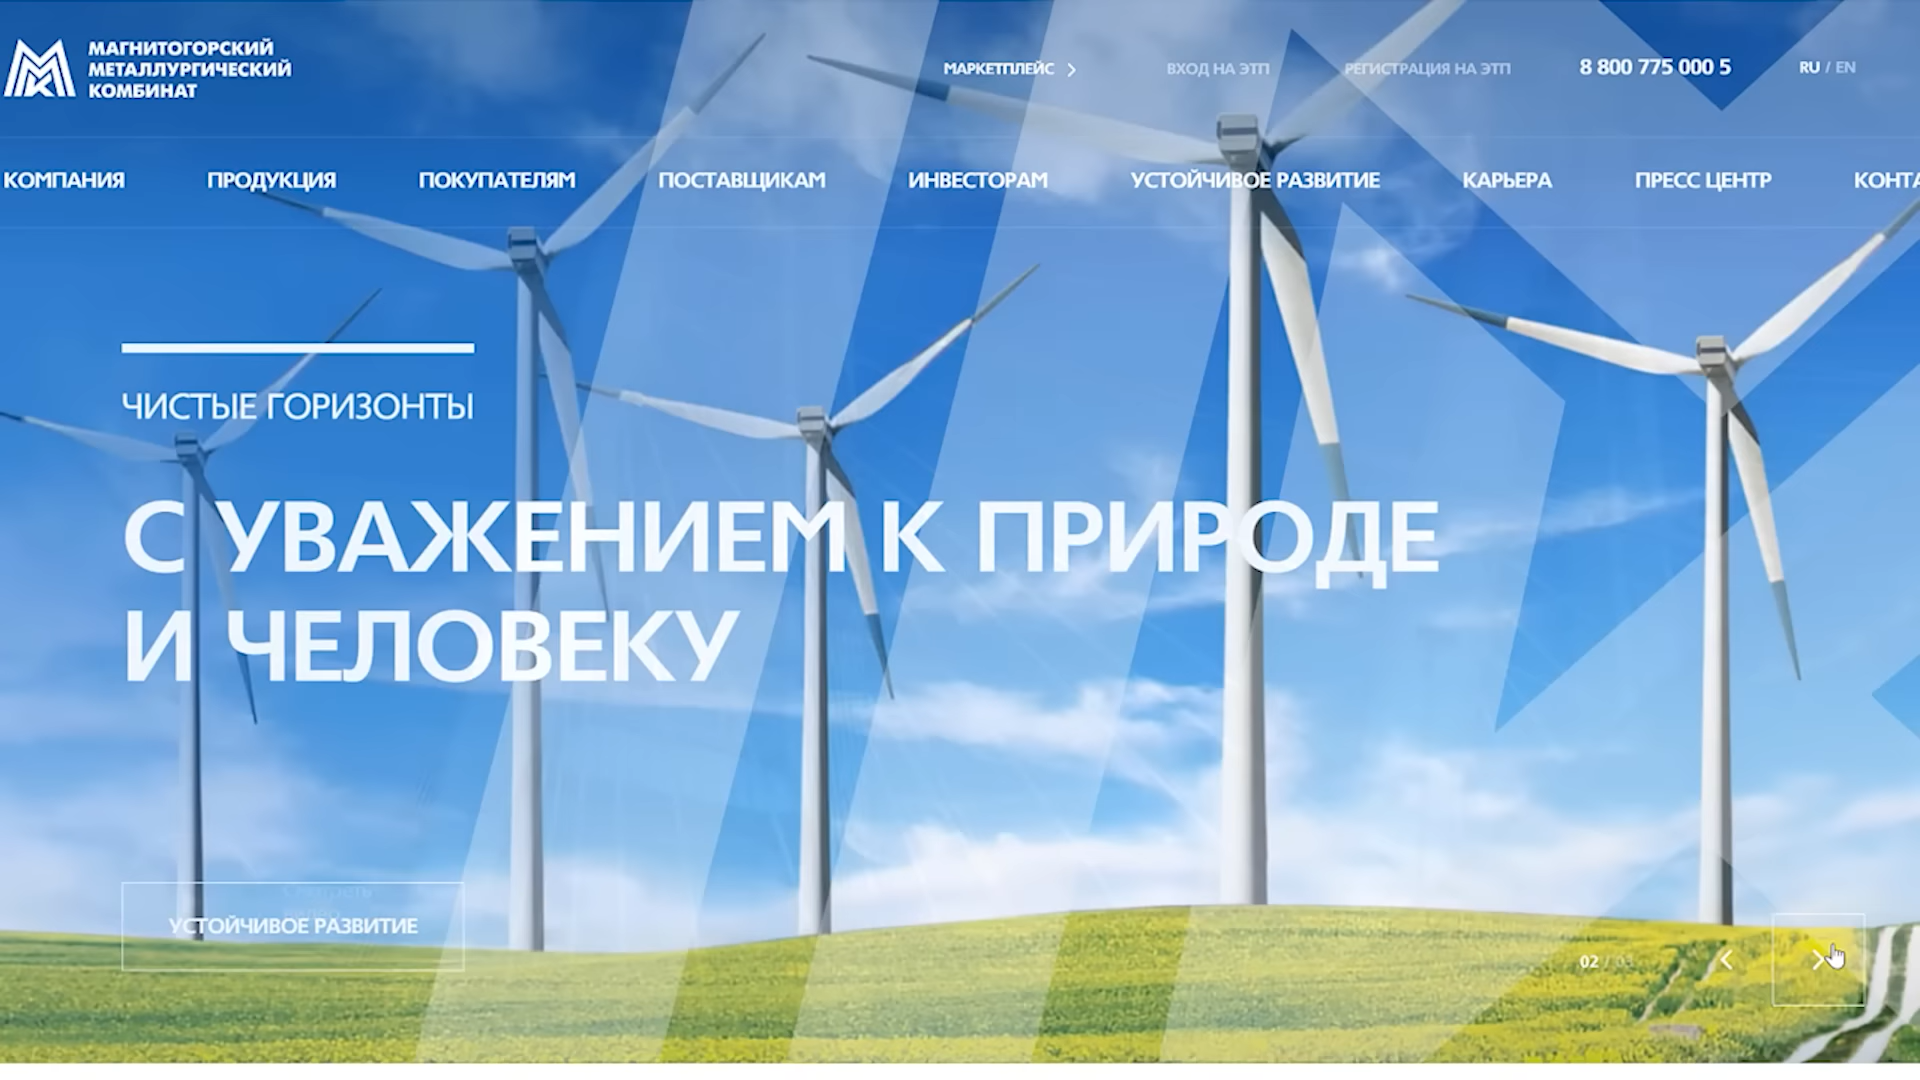 МАГНИТОГОРСКИЙ
МЕТАЛЛУРГИЧЕСКИЙ
КОМБИНАТ
МАРКЕТПЛЕЙС
ВХОД НА ЭТП
РЕГИСТРАЦИЯ НА ЭТП
8 800 775 000 5
RU / EN
КОМПАНИЯ ПРОДУКЦИЯ ПОКУПАТЕЛЯМ ПОСТАВЩИКАМ ИНВЕСТОРАМ УСТОЙЧИВОЕ РАЗВИТИЕ КАРЬЕРА ПРЕСС ЦЕНТР
ЧИСТЫЕ ГОРИЗОНТЫ
С УВАЖЕНИЕМ К ПРИРОДЕ
И ЧЕЛОВЕКУ
Смотреть
УСТОЙЧИВОЕ РАЗВИТИЕ
02 / 03